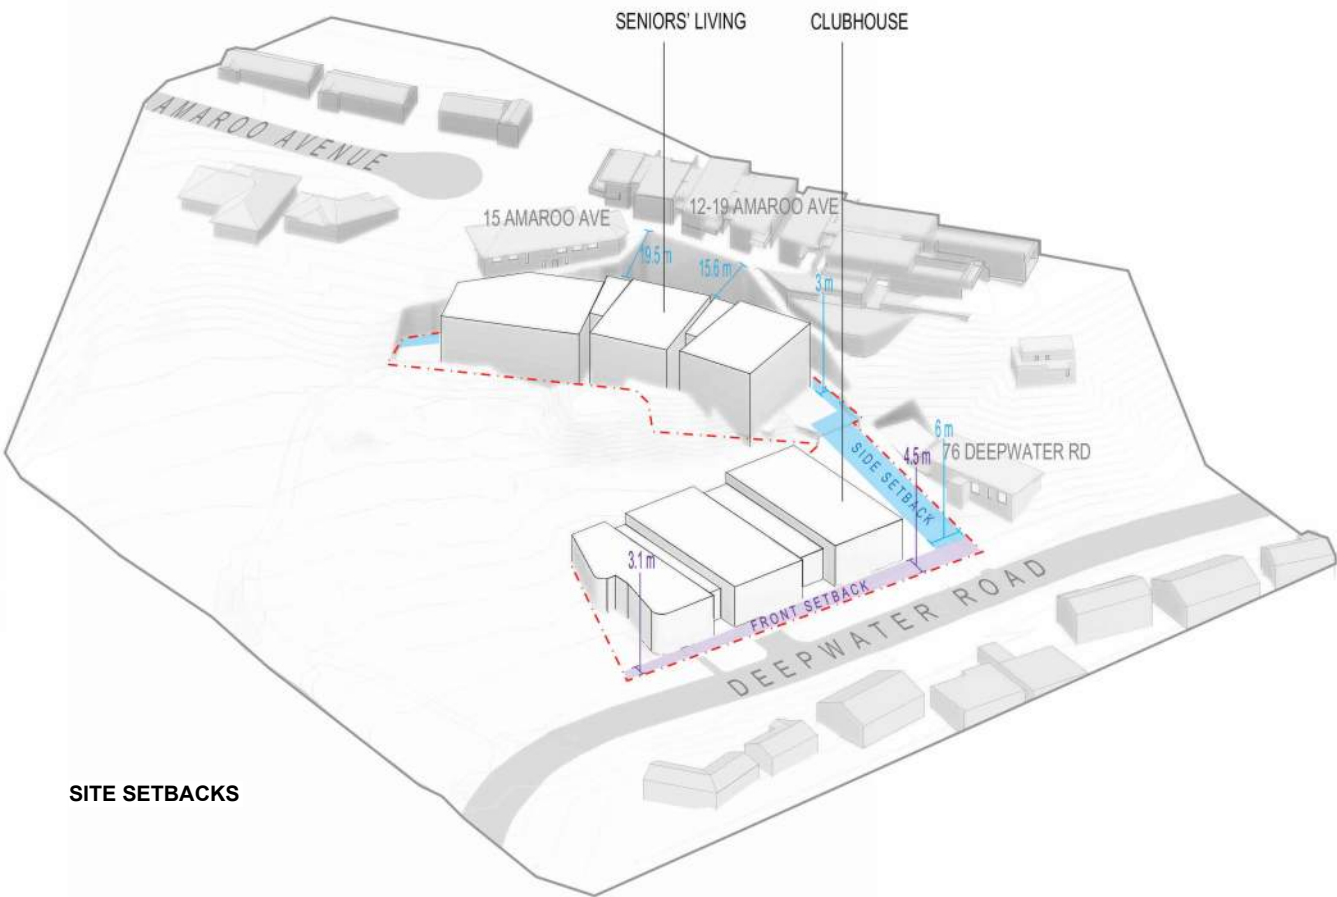 SENIORS' LIVING
CLUBHOUSE
AMAROO AVENUE
15 AMAROO AVE
12-19 AMAROO AVE
19.5 m
15.6 m
3 m
6 m
4.5 m
76 DEEPWATER RD
SIDE SETBACK
3.1 m
FRONT SETBACK
DEEPWATER ROAD
SITE SETBACKS